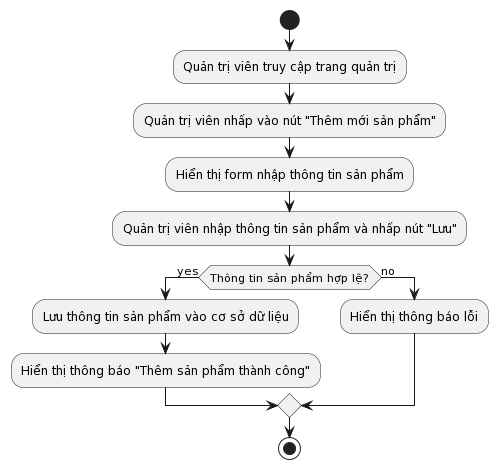 Quản trị viên truy cập trang quản trị
Quản trị viên nhấp vào nút "Thêm mới sản phẩm"
Hiển thị form nhập thông tin sản phẩm
Quản trị viên nhập thông tin sản phẩm và nhấp nút "Lưu"
yes
Thông tin sản phẩm hợp lệ?
no
Lưu thông tin sản phẩm vào cơ sở dữ liệu
Hiển thị thông báo lỗi
Hiển thị thông báo "Thêm sản phẩm thành công"